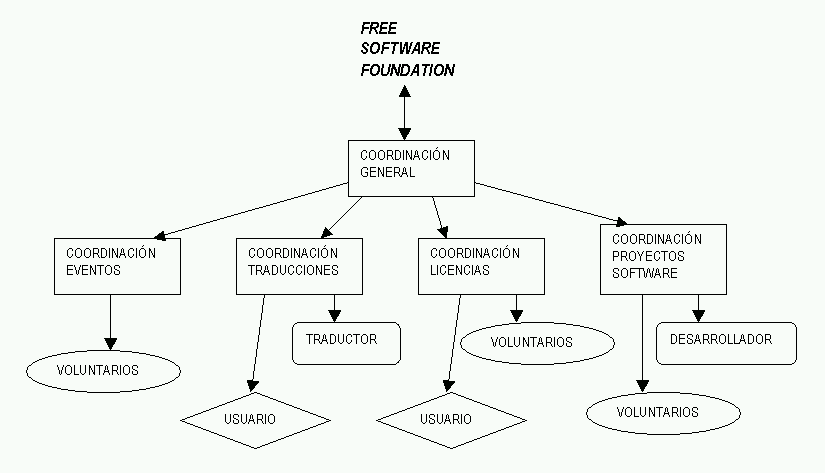 FREE
SOFTWARE
FOUNDATION
COORDINACIÓN
GENERAL
COORDINACIÓN
EVENTOS
COORDINACIÓN
TRADUCCIONES
COORDINACIÓN
LICENCIAS
COORDINACIÓN
PROYECTOS
SOFTWARE
TRADUCTOR
VOLUNTARIOS
DESARROLLADOR
VOLUNTARIOS
USUARIO
USUARIO
VOLUNTARIOS